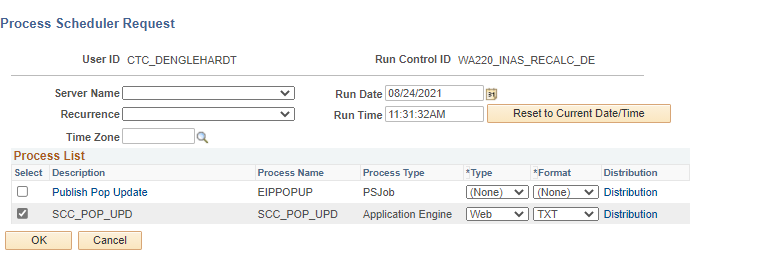 Process Scheduler Request
User ID CTC_DENGLEHARDT Run Control ID WA220_INAS_RECALC_DE
Server Name Run Date 08/24/2021 31
Recurrence Run Time 11:31:32AM Reset to Current Date/Time
Time Zone
Process List
Select Description Process Name Process Type *Type *Format Distribution
Publish Pop Update EIPPOPUP PSJob (None) (None) Distribution
SCC_POP_UPD SCC_POP_UPD Application Engine Web TXT Distribution
OK Cancel